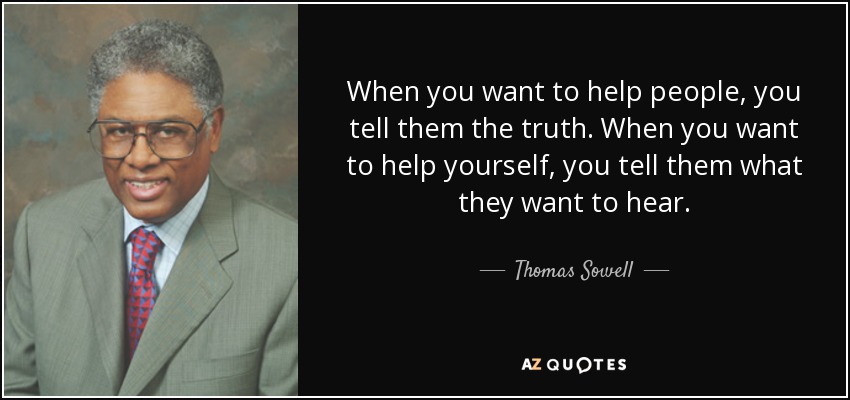 When you want to help people, you
tell them the truth. When you want
to help yourself, you tell them what
they want to hear.
Thomas Sowell
AZ QUOTES